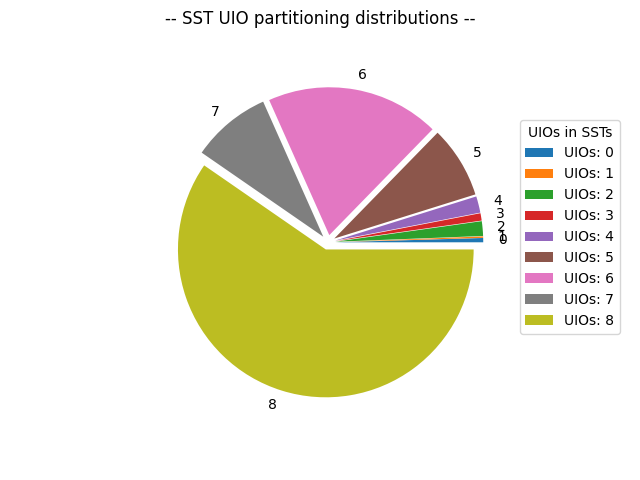 -- SST UIO partitioning distributions --
6
7
5
4
3
2
1
0
8
UIOs in SSTs
UIOs: 0
UIOs: 1
UIOs: 2
UIOs: 3
UIOs: 4
UIOs: 5
UIOs: 6
UIOs: 7
UIOs: 8